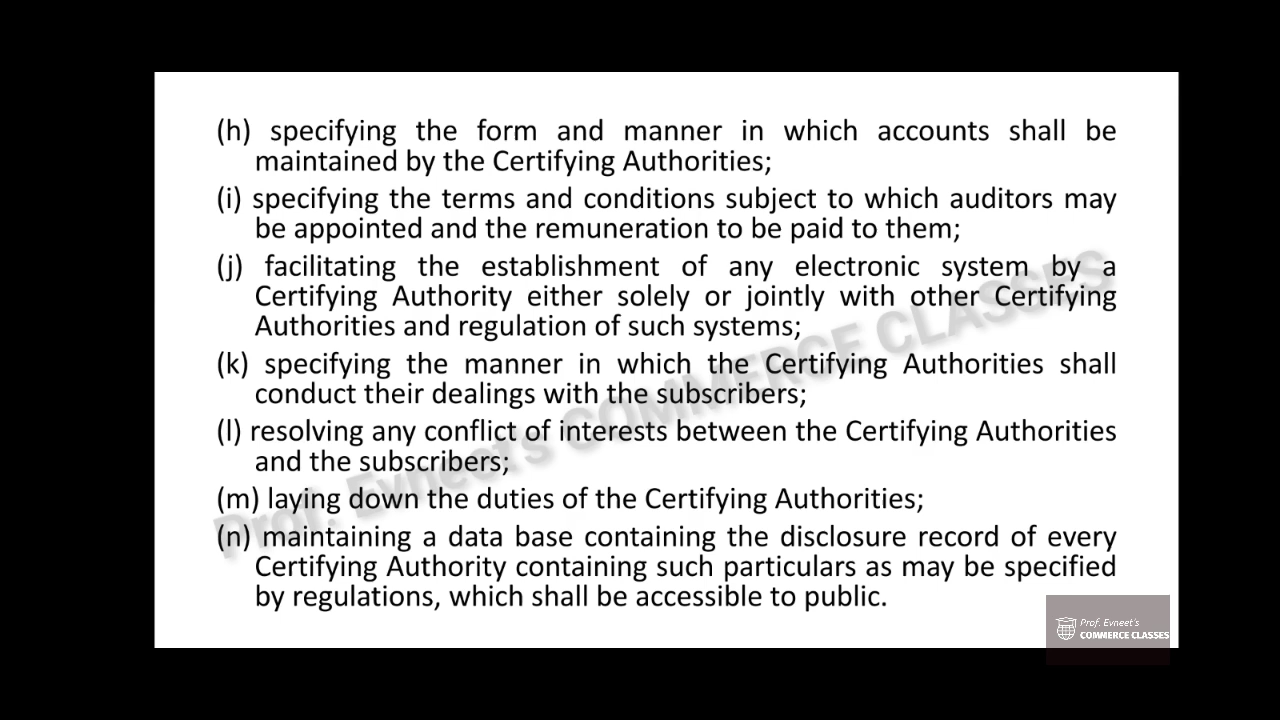 (h) specifying the form and manner in which accounts shall be
maintained by the Certifying Authorities;
(i) specifying the terms and conditions subject to which auditors may
be appointed and the remuneration to be paid to them;
(j) facilitating the establishment of any electronic system by a
Certifying Authority either solely or jointly with other Certifying
Authorities and regulation of such systems;
(k) specifying the manner in which the Certifying Authorities shall
conduct their dealings with the subscribers;
(l) resolving any conflict of interests between the Certifying Authorities
and the subscribers;
(m) laying down the duties of the Certifying Authorities;
(n) maintaining a data base containing the disclosure record of every
Certifying Authority containing such particulars as may be specified
by regulations, which shall be accessible to public.
Prof. Evneet's COMMERCE CLASSES
Prof. Evneet's
COMMERCE CLASSES